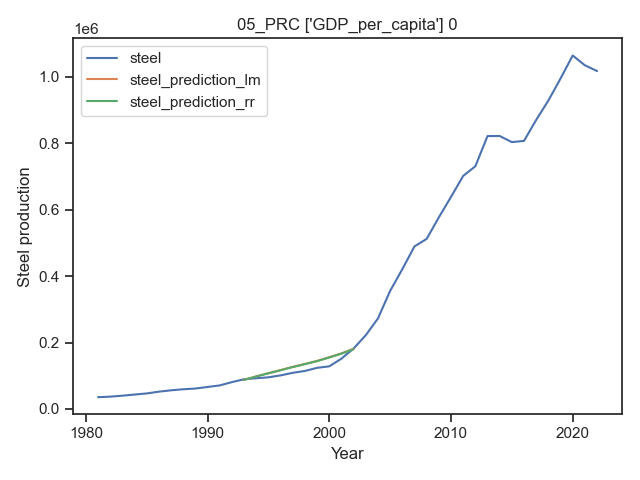 05_PRC ['GDP_per_capita'] 0
1e6
steel
steel_prediction_lm
steel_prediction_rr
1.0
0.8
0.6
0.4
0.2
0.0
Steel production
1980
1990
2000
2010
2020
Year